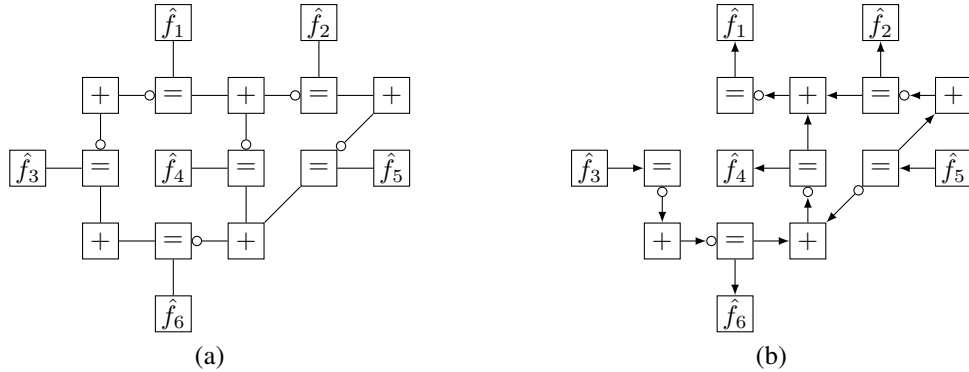 f̂₁ f̂₂ f̂₁ f̂₂
+ = + = + = + = +
f̂₃ = f̂₄ = = f̂₅ f̂₃ = f̂₄ = = f̂₅
+ = + + = +
f̂₆ f̂₆
(a) (b)